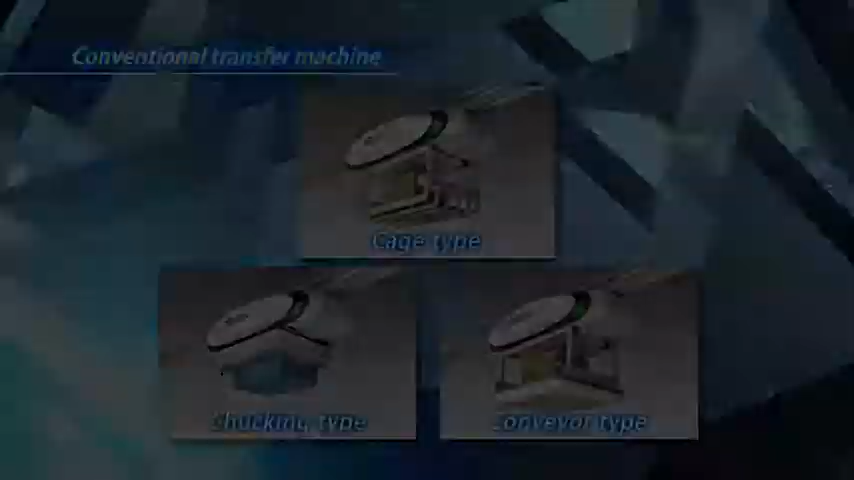 Conventional transfer machine
Cage type
chucking type
conveyor type